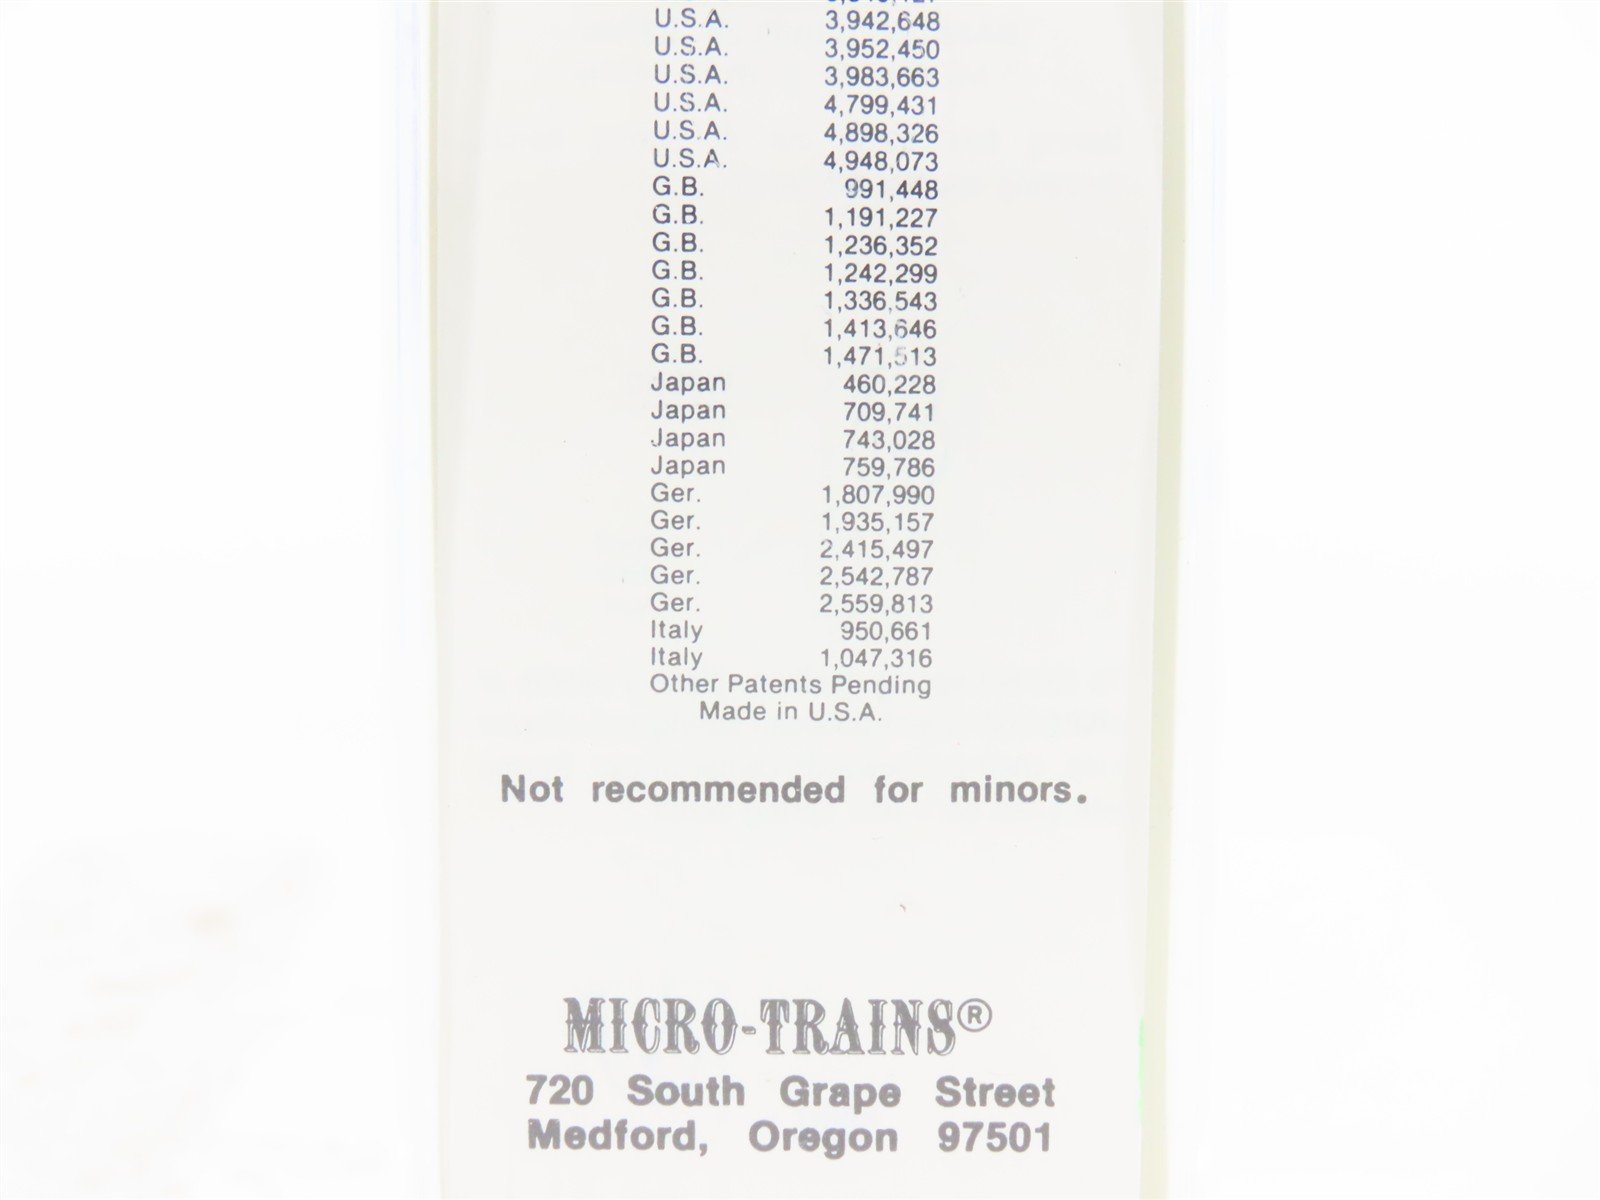 U.S.A. 3,942,648
U.S.A. 3,952,450
U.S.A. 3,983,663
U.S.A. 4,799,431
U.S.A. 4,898,326
U.S.A. 4,948,073
G.B. 991,448
G.B. 1,191,227
G.B. 1,236,352
G.B. 1,242,299
G.B. 1,336,543
G.B. 1,413,646
G.B. 1,471,513
Japan 460,228
Japan 709,741
Japan 743,028
Japan 759,786
Ger. 1,807,990
Ger. 1,935,157
Ger. 2,415,497
Ger. 2,542,787
Ger. 2,559,813
Italy 950,661
Italy 1,047,316
Other Patents Pending
Made in U.S.A.
Not recommended for minors.
MICRO-TRAINS®
720 South Grape Street
Medford, Oregon 97501